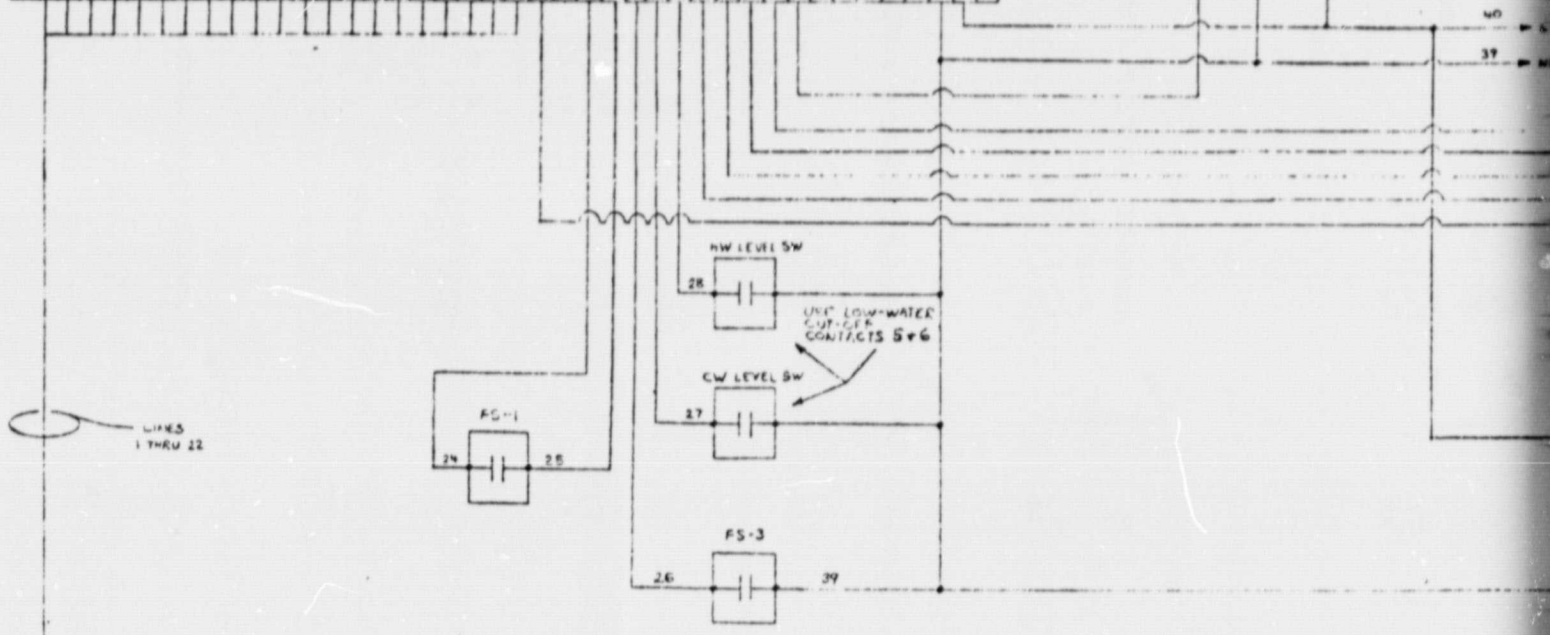 40
39
HW LEVEL SW
28
USE LOW-WATER
CUT-OFF
CONTACTS 5+6
CW LEVEL SW
27
FS-1
LINES
1 THRU 22
24
25
FS-3
26
39